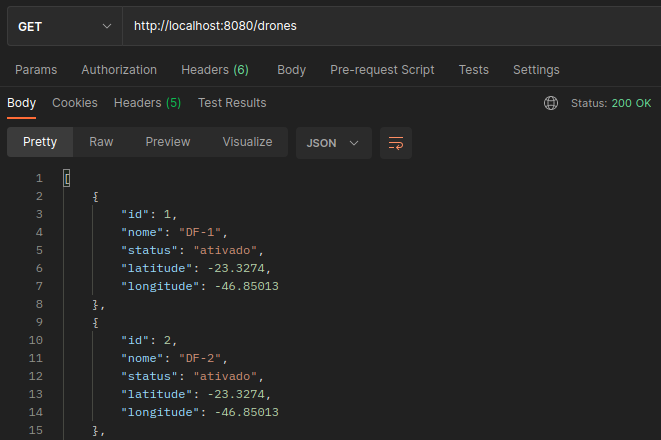 GET http://localhost:8080/drones
Params Authorization Headers (6) Body Pre-request Script Tests Settings
Body Cookies Headers (5) Test Results Status: 200 OK
Pretty Raw Preview Visualize JSON
1 [
2 {
3 "id": 1,
4 "nome": "DF-1",
5 "status": "ativado",
6 "latitude": -23.3274,
7 "longitude": -46.85013
8 },
9 {
10 "id": 2,
11 "nome": "DF-2",
12 "status": "ativado",
13 "latitude": -23.3274,
14 "longitude": -46.85013
15 },